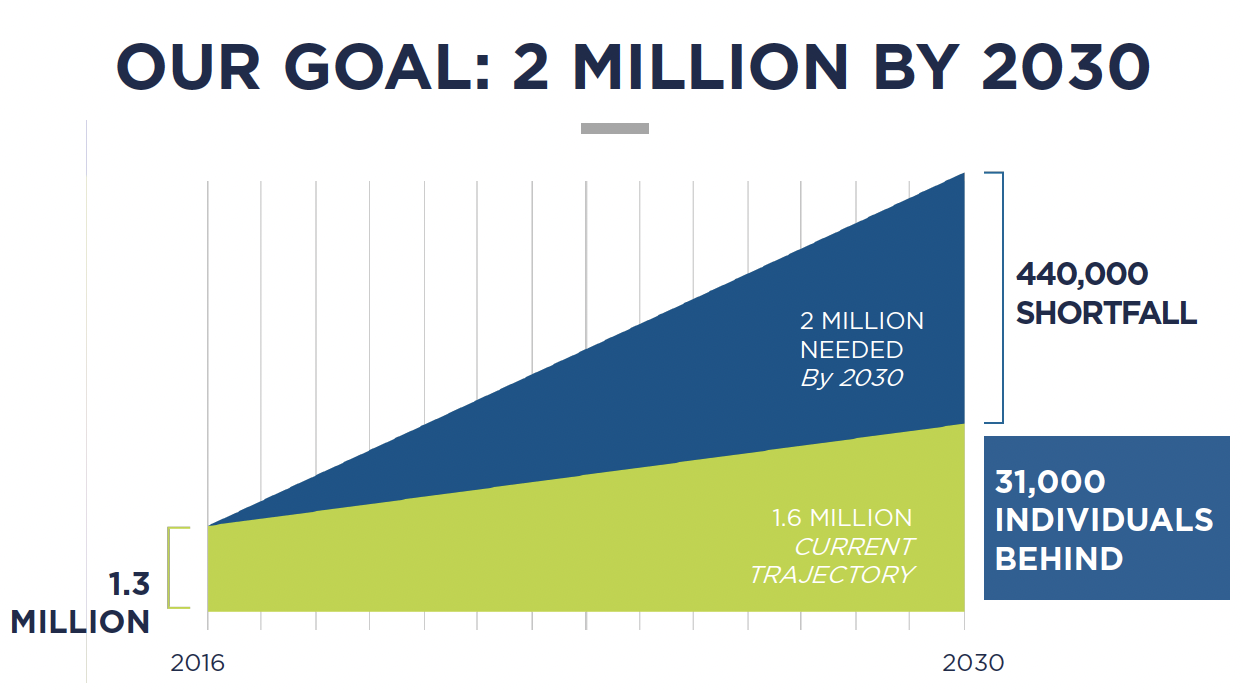 OUR GOAL: 2 MILLION BY 2030
440,000
SHORTFALL
2 MILLION
NEEDED
By 2030
31,000
INDIVIDUALS
BEHIND
1.6 MILLION
CURRENT
TRAJECTORY
1.3
MILLION
2016
2030